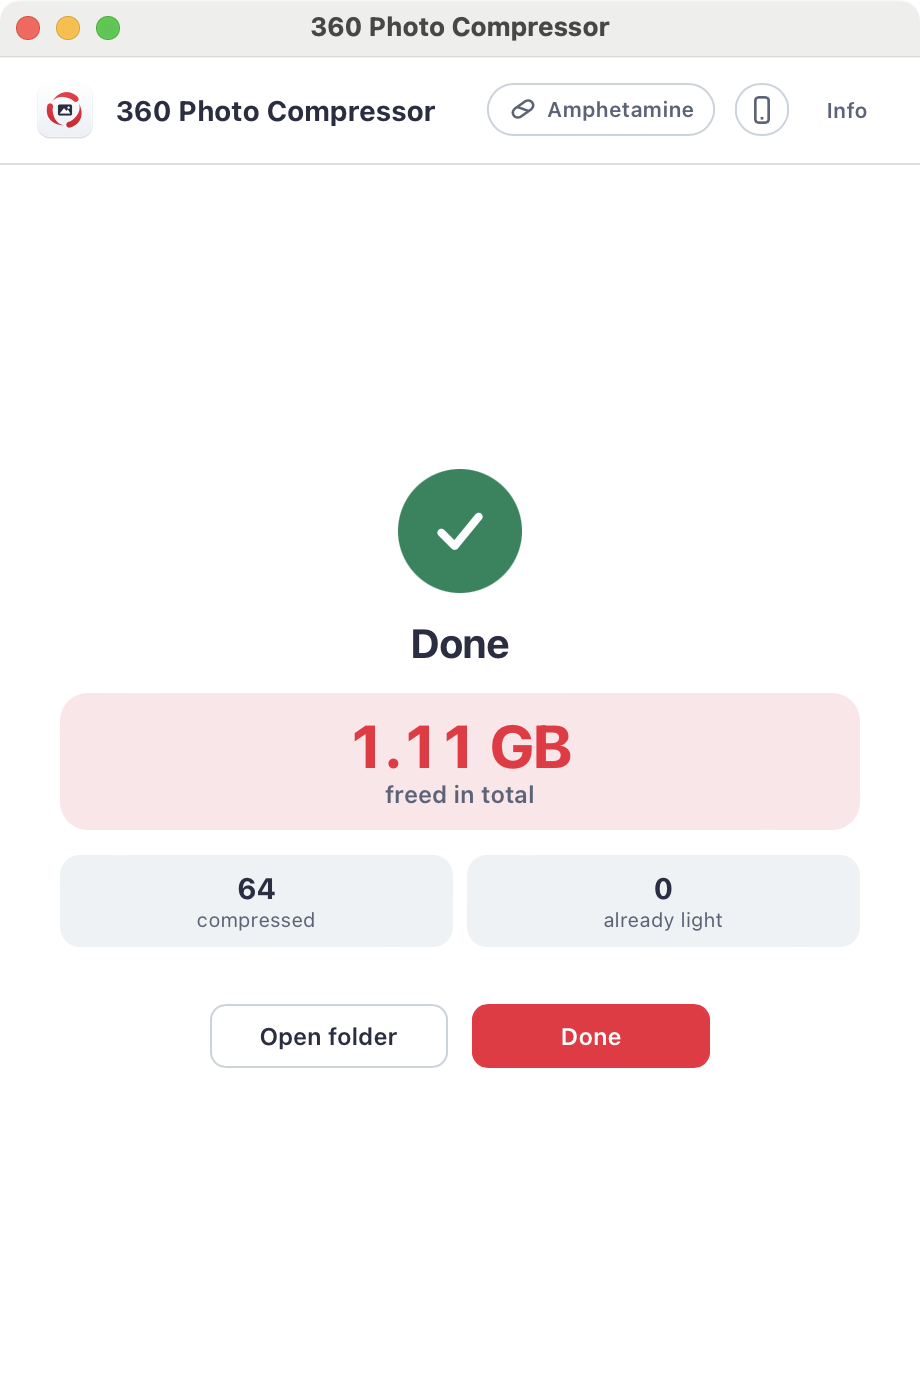 360 Photo Compressor
360 Photo Compressor
Amphetamine
Info
Done
1.11 GB
freed in total
64
compressed
0
already light
Open folder
Done